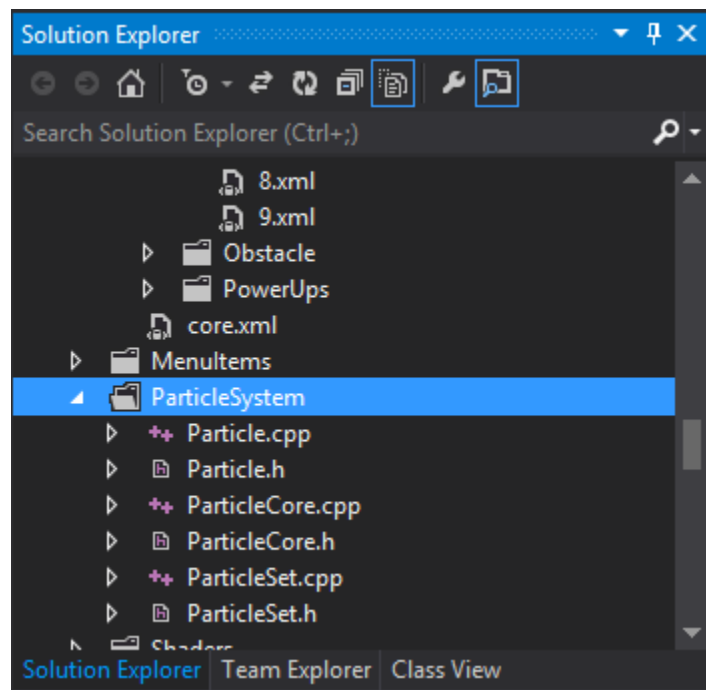 Solution Explorer
Search Solution Explorer (Ctrl+;)
8.xml
9.xml
Obstacle
PowerUps
core.xml
MenuItems
ParticleSystem
Particle.cpp
Particle.h
ParticleCore.cpp
ParticleCore.h
ParticleSet.cpp
ParticleSet.h
Shaders
Solution Explorer Team Explorer Class View